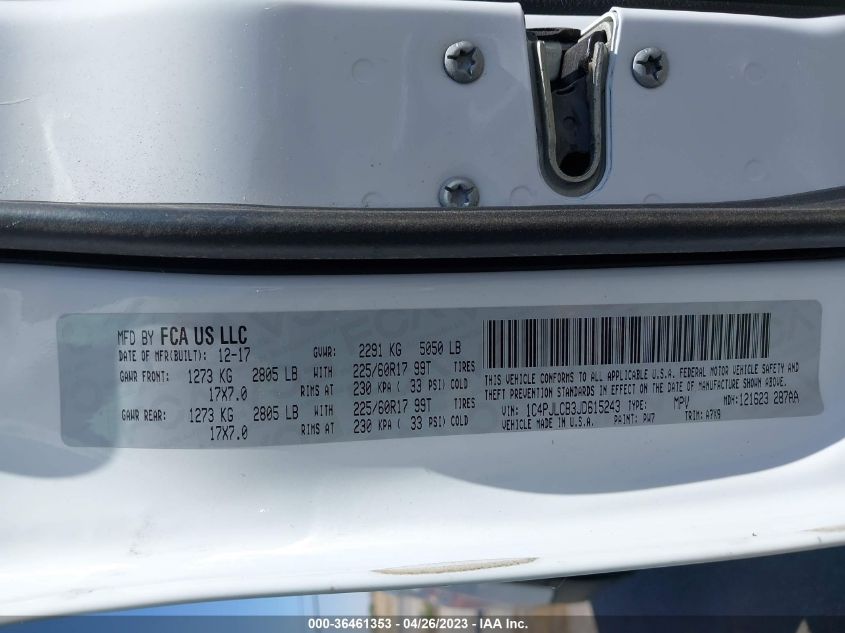 MFD BY FCA US LLC
DATE OF MFR(BUILT): 12-17 GVWR: 2291 KG 5050 LB
GAWR FRONT: 1273 KG 2805 LB WITH 225/60R17 99T TIRES
17X7.0 RIMS AT 230 KPA ( 33 PSI) COLD
GAWR REAR: 1273 KG 2805 LB WITH 225/60R17 99T TIRES
17X7.0 RIMS AT 230 KPA ( 33 PSI) COLD
THIS VEHICLE CONFORMS TO ALL APPLICABLE U.S.A. FEDERAL MOTOR VEHICLE SAFETY AND
THEFT PREVENTION STANDARDS IN EFFECT ON THE DATE OF MANUFACTURE SHOWN ABOVE.
VIN: 1C4PJLCB3JD615243 TYPE: MPV MDH:121623 287AA
VEHICLE MADE IN U.S.A. PAINT: PW7 TRIM: A7X9
000-36461353 - 04/26/2023 - IAA Inc.